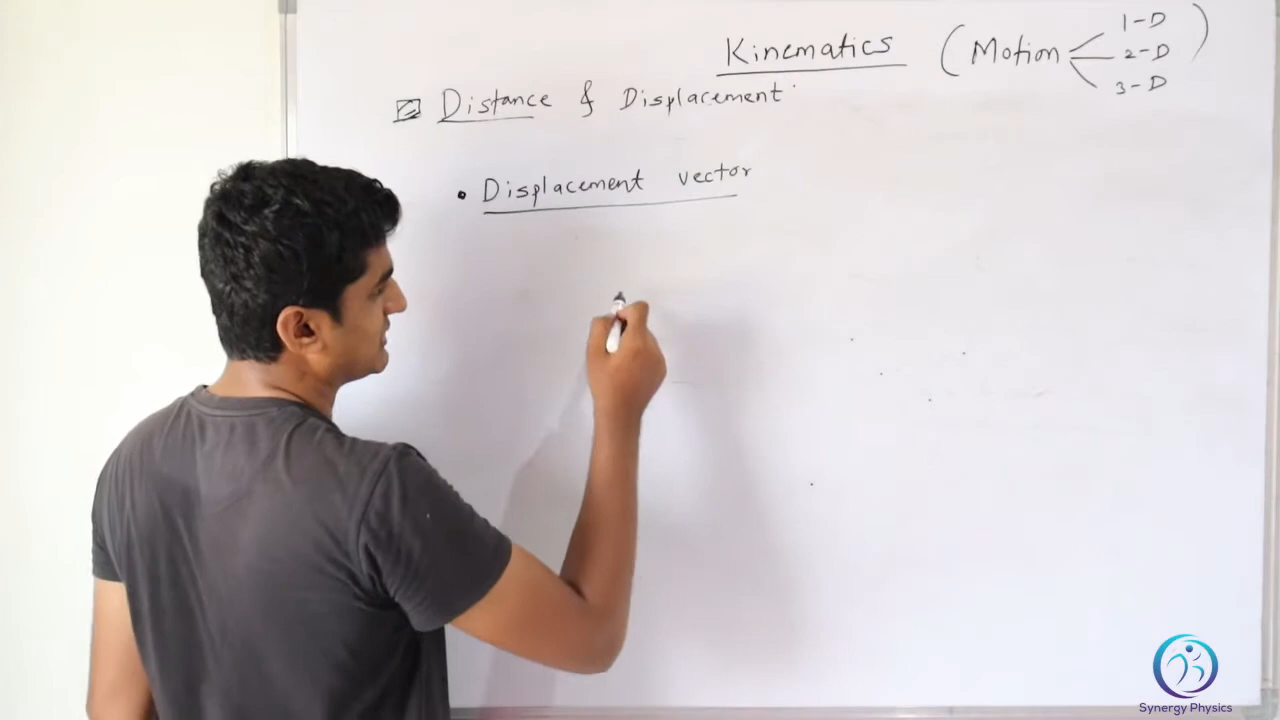 Kinematics (Motion 1-D
2-D
3-D)
Distance & Displacement
• Displacement vector
Synergy Physics